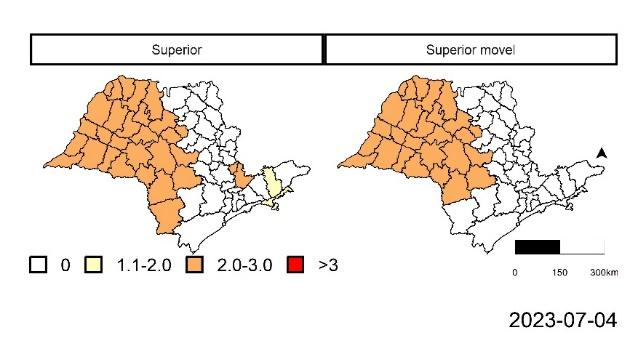 Superior
Superior movel
0 1.1-2.0 2.0-3.0 >3
0 150 300km
2023-07-04